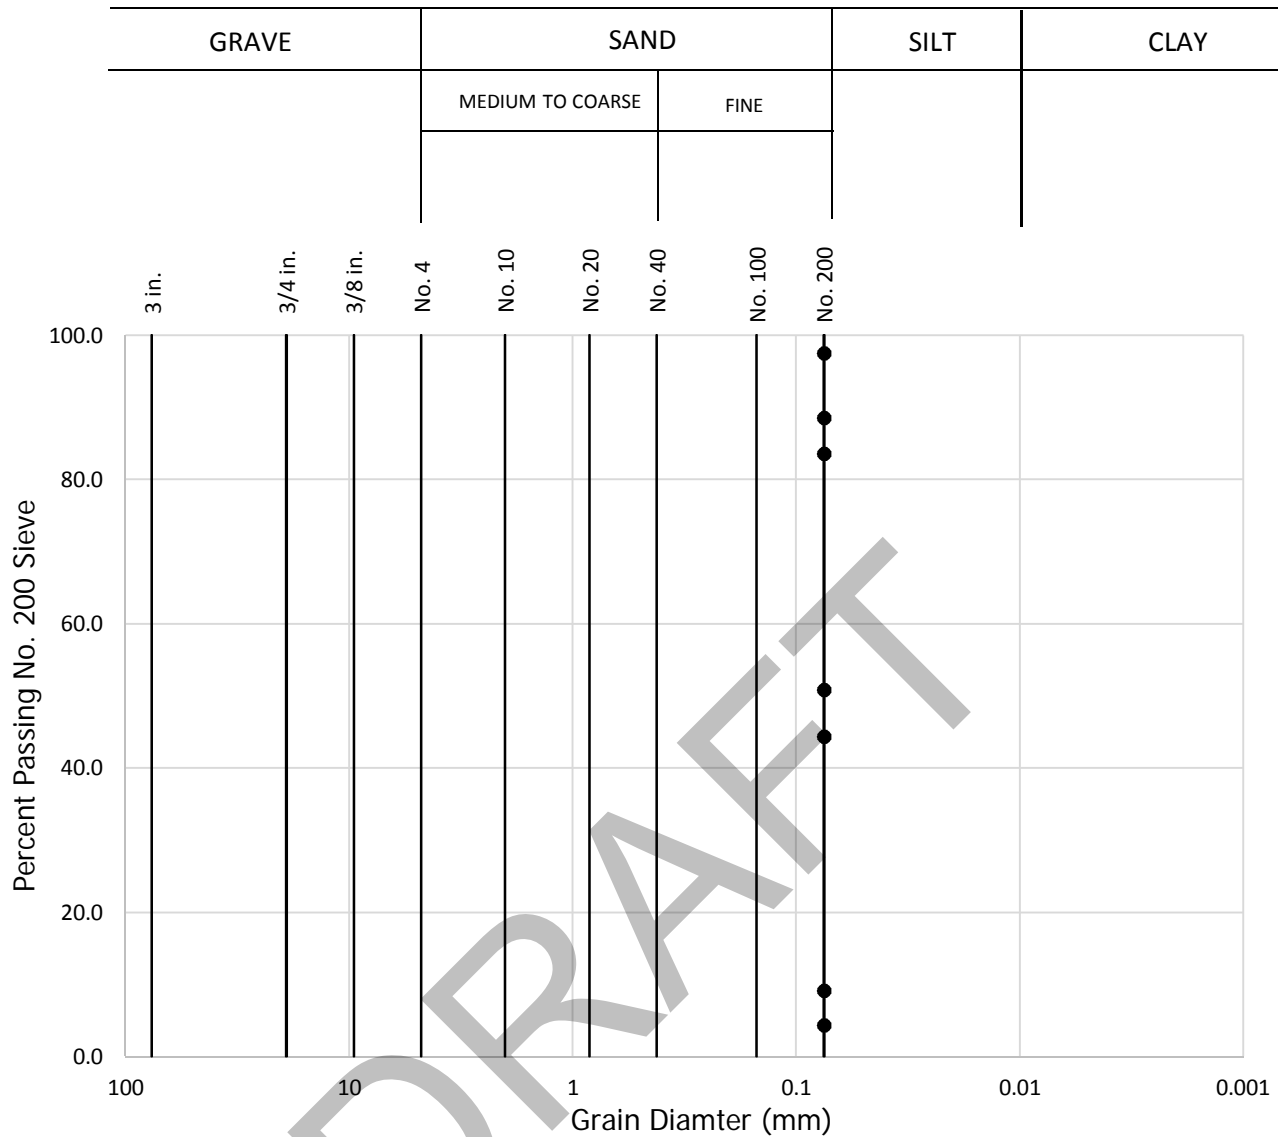 GRAVE SAND SILT CLAY
MEDIUM TO COARSE FINE
3 in. 3/4 in. 3/8 in. No. 4 No. 10 No. 20 No. 40 No. 100 No. 200
100.0
80.0
60.0
40.0
20.0
0.0
Percent Passing No. 200 Sieve
100 10 1 0.1 0.01 0.001
Grain Diamter (mm)
DRAFT